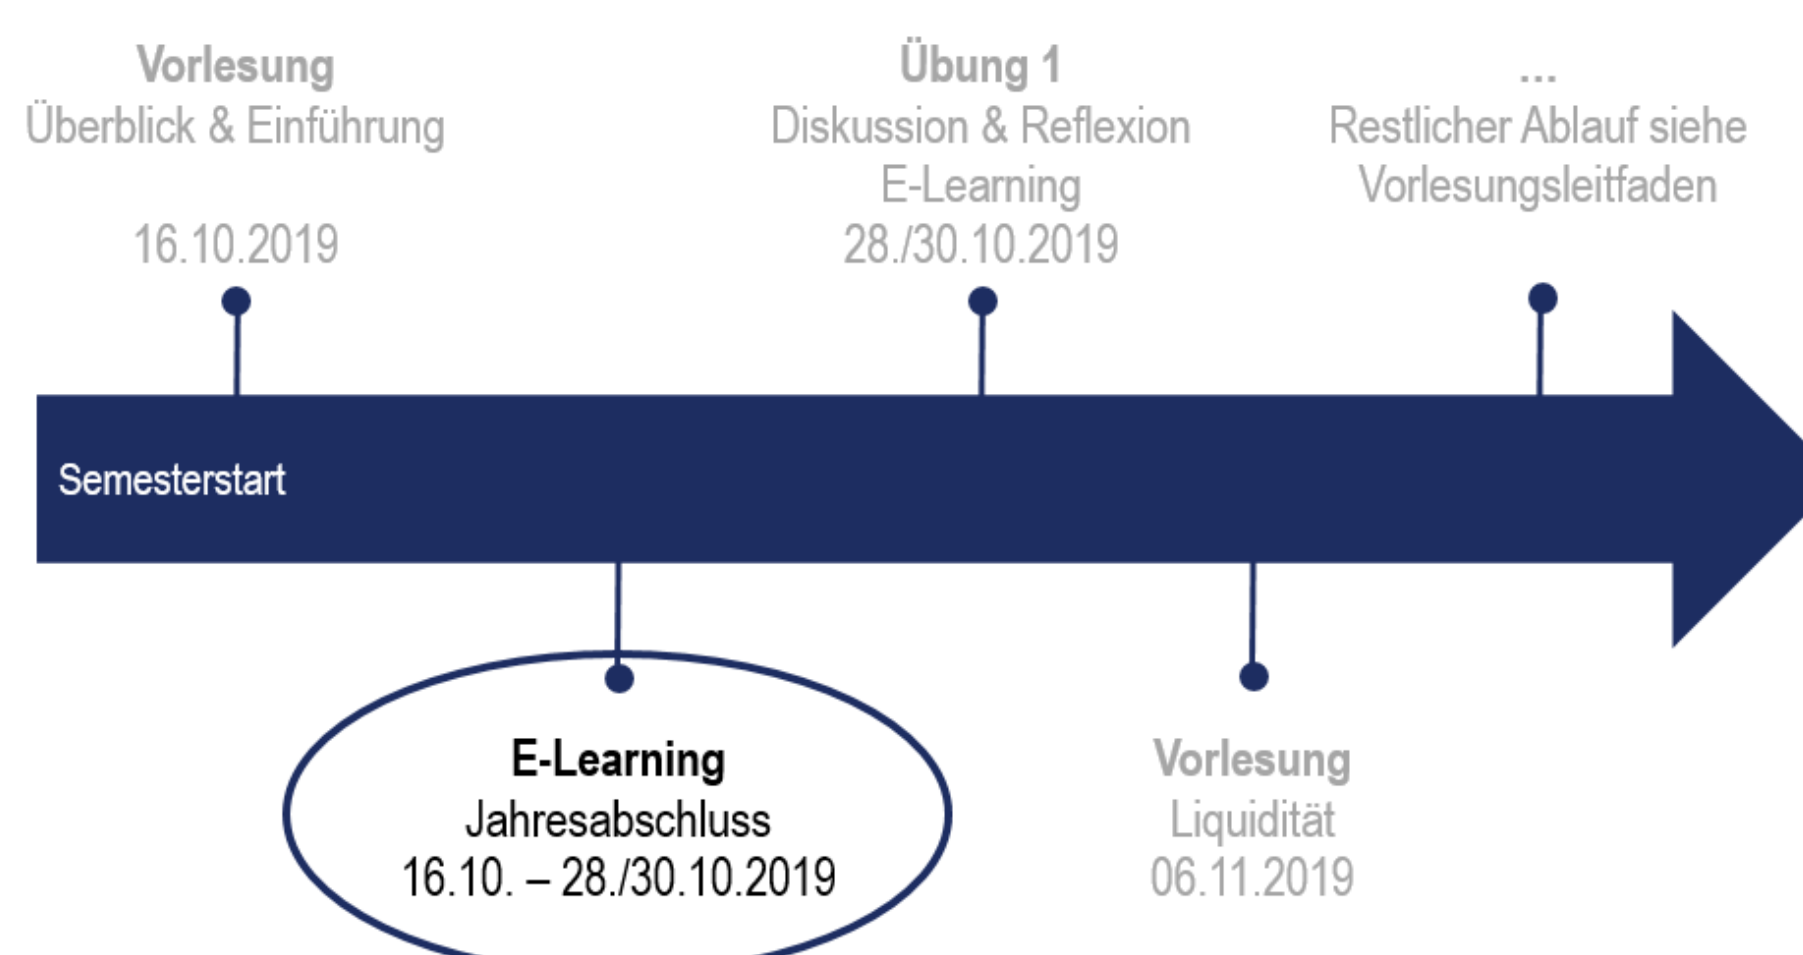 Vorlesung
Überblick & Einführung
16.10.2019
Übung 1
Diskussion & Reflexion
E-Learning
28./30.10.2019
...
Restlicher Ablauf siehe
Vorlesungsleitfaden
Semesterstart
E-Learning
Jahresabschluss
16.10. – 28./30.10.2019
Vorlesung
Liquidität
06.11.2019